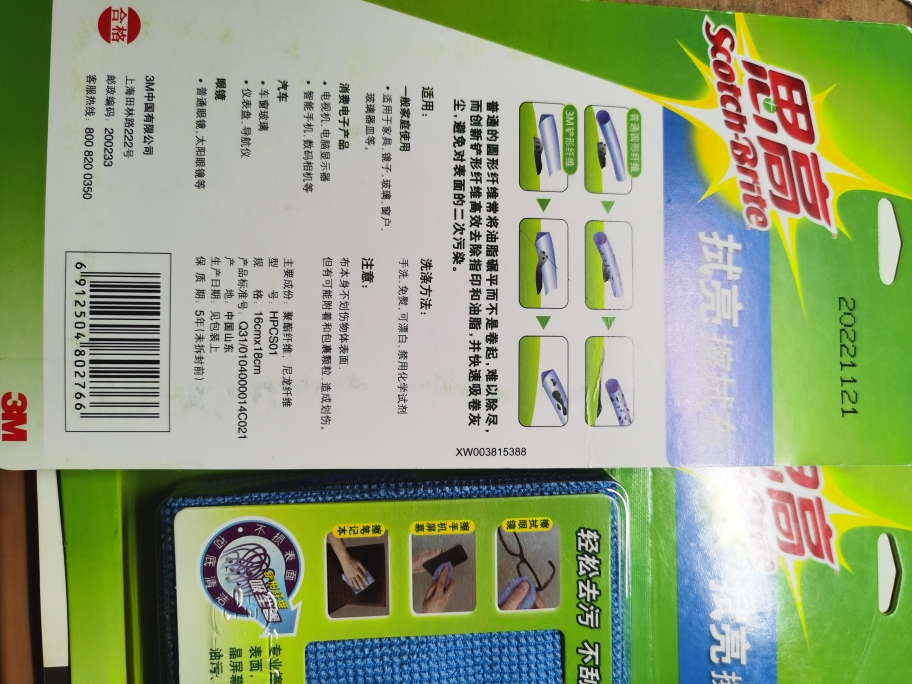 思高
Scotch-Brite
拭亮
20221121
普通圆形纤维
3M铲形纤维
普通的圆形纤维常将油脂碾平而不是卷起，难以除尽，
而创新铲形纤维高效去除指印和油脂，并快速吸卷灰
尘，避免对表面的二次污染。
适用：
一般家庭使用
• 适用于家具、镜子、玻璃、窗户、
玻璃器皿等。
消费电子产品
• 电视机、电脑显示器
• 智能手机、数码相机等
汽车
• 车窗玻璃
• 仪表盘、导航仪
眼镜
• 普通眼镜、太阳眼镜等
洗涤方法：
手洗、免熨、可漂白、禁用化学试剂
注意：
布本身不划伤物体表面，
但有可能附着和包裹颗粒，造成划伤。
主要成份：聚酯纤维，尼龙纤维
型号：HPCS01
规格：16cmx18cm
产品标准号：Q31/0104000014C021
产地：中国山东
生产日期：见包装上
保质期：5年(未拆封前)
3M中国有限公司
上海田林路222号
邮政编码：200233
客服热线：800 820 0350
合格
6912504802766
XW003815388
3M
思高
拭亮
轻松去污 不刮
擦拭眼镜
擦手机屏幕
擦笔记本
不损表面
表面
晶屏幕
油污